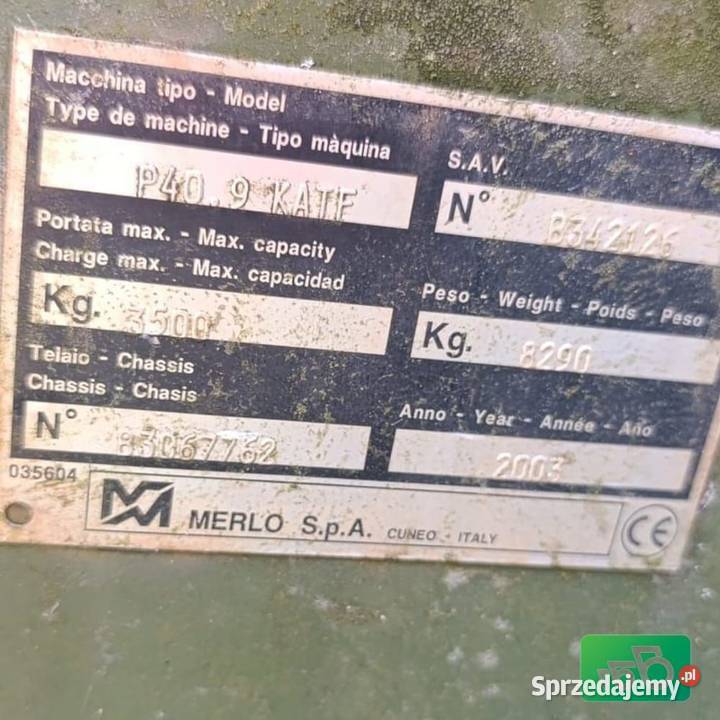 Macchina tipo - Model
Type de machine - Tipo màquina
P40.9 KATF
S.A.V.
N° B342126
Portata max. - Max. capacity
Charge max. - Max. capacidad
Kg. 3500
Peso - Weight - Poids - Peso
Kg. 8290
Telaio - Chassis
Chassis - Chasis
N° B3067762
Anno - Year - Année - Año
2003
035604
MERLO S.p.A. CUNEO - ITALY
CE
Sprzedajemy.pl